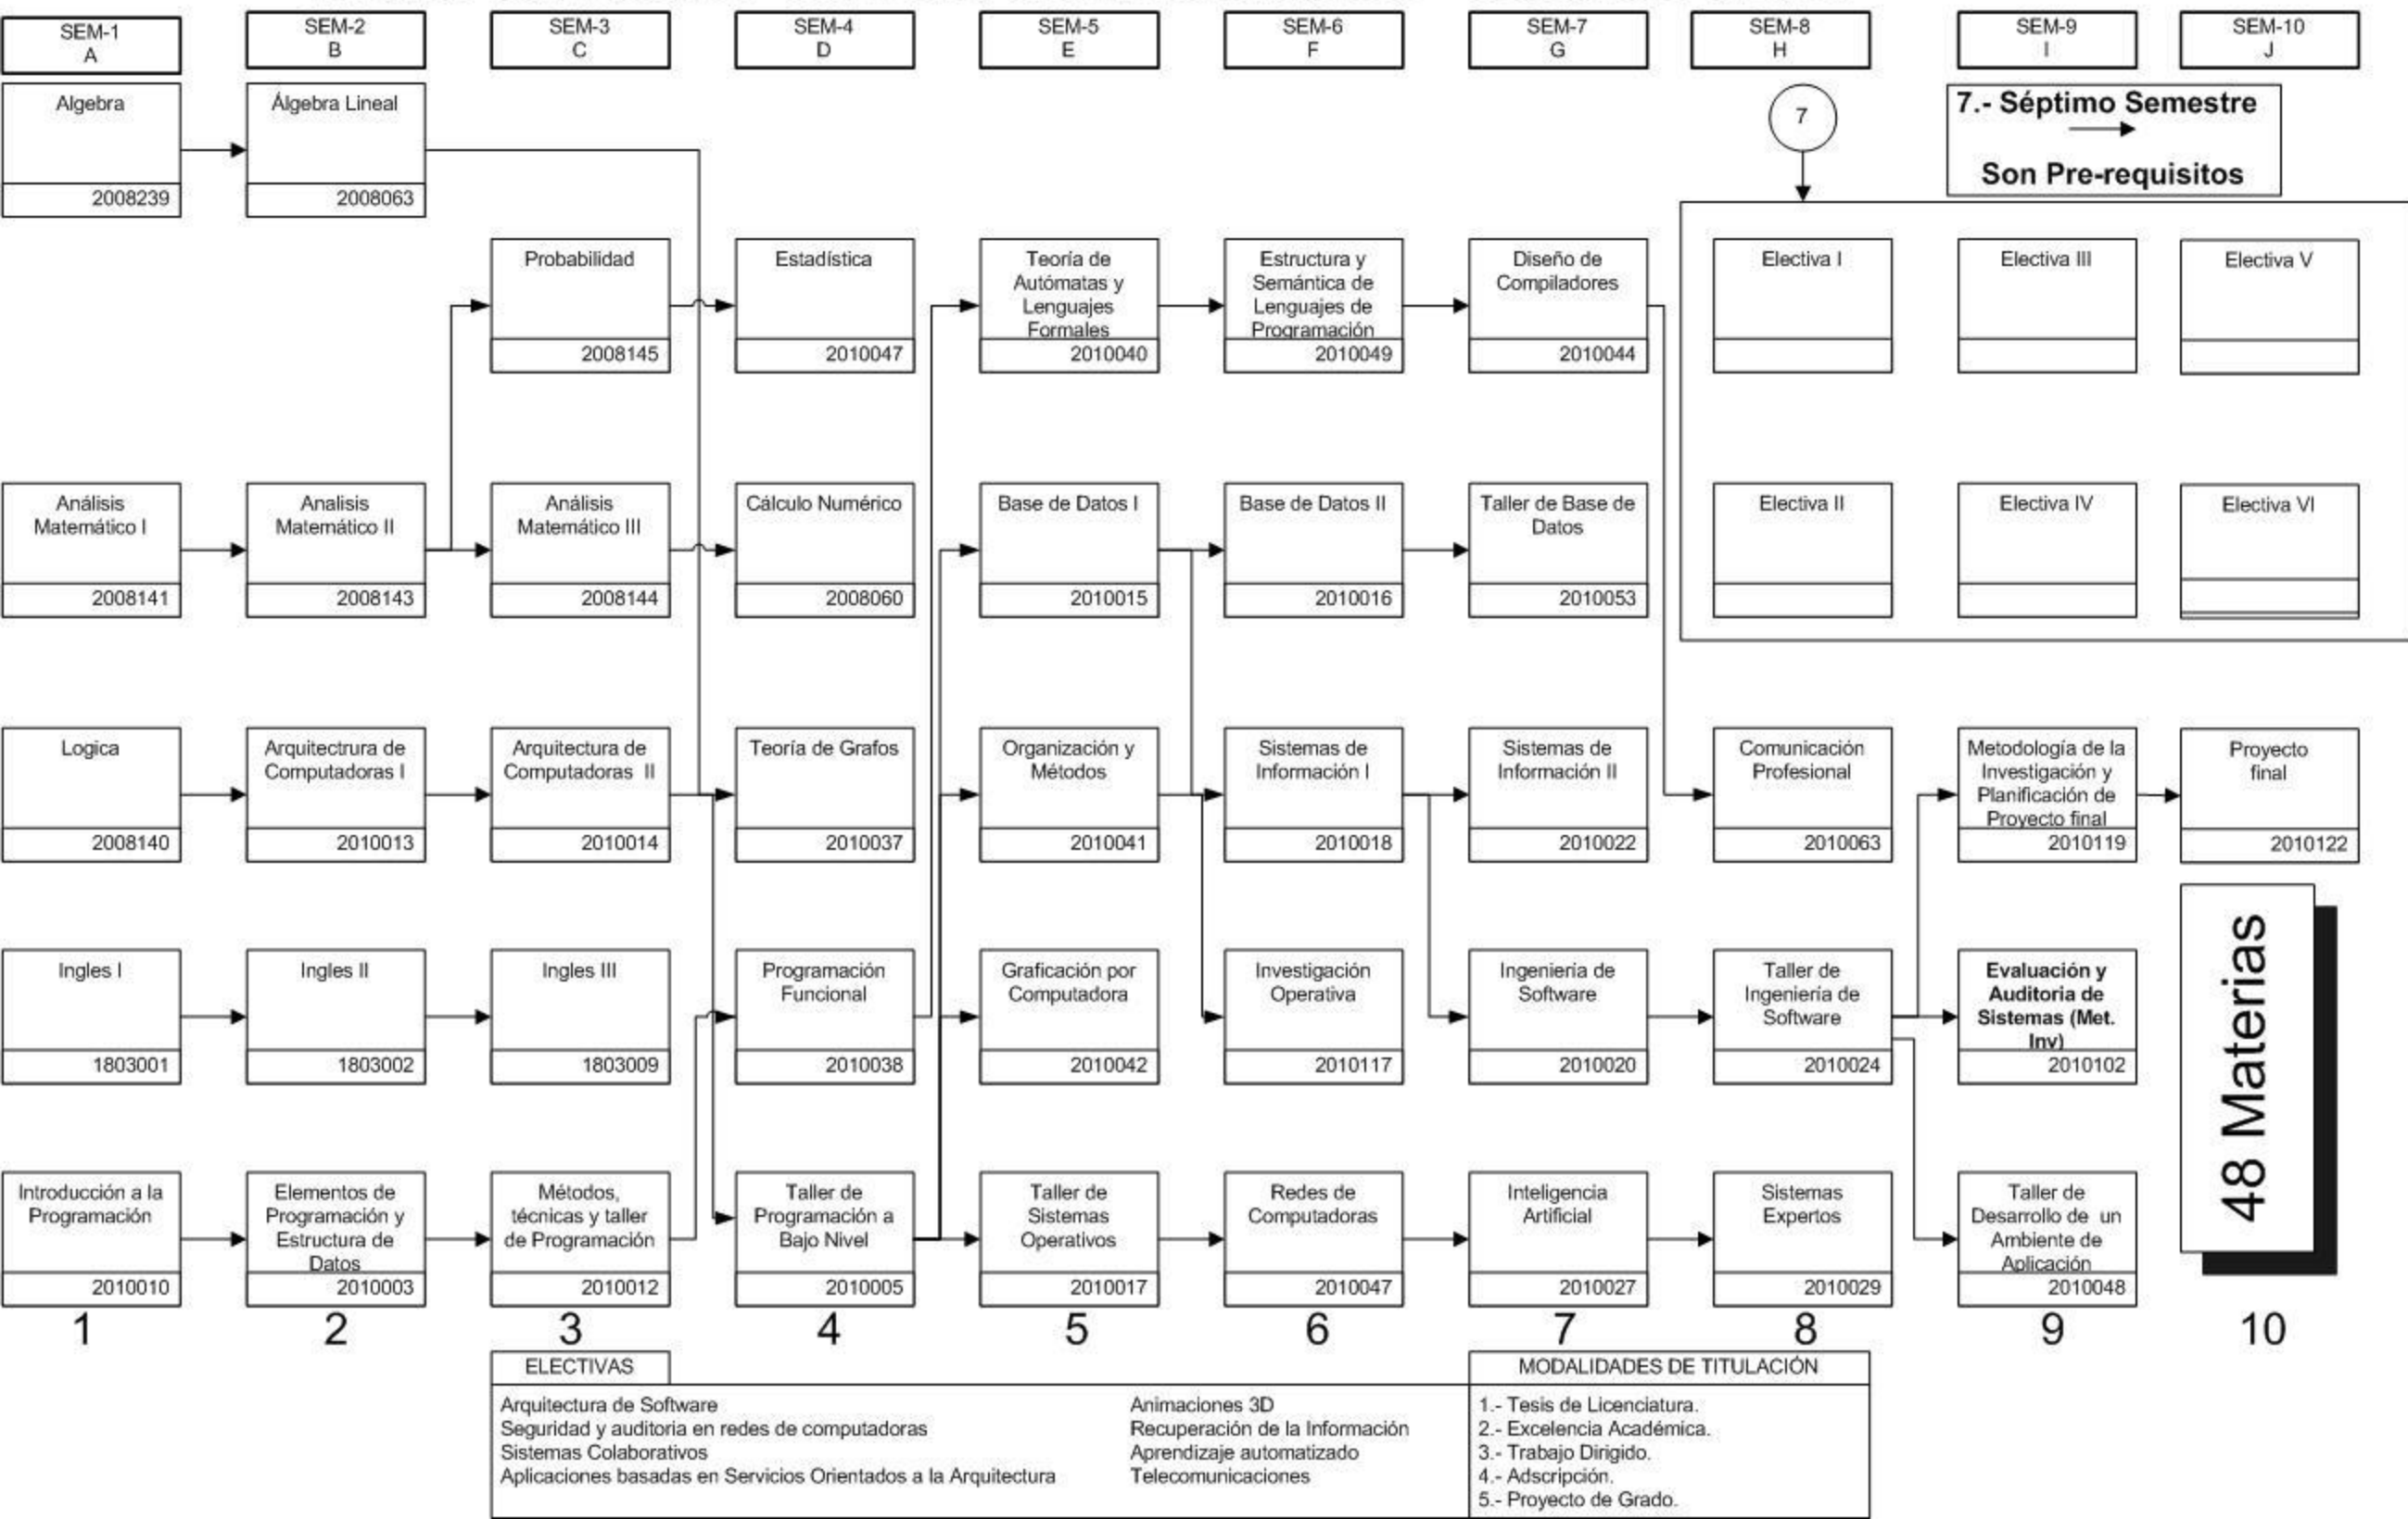 SEM-1
A
SEM-2
B
SEM-3
C
SEM-4
D
SEM-5
E
SEM-6
F
SEM-7
G
SEM-8
H
SEM-9
I
SEM-10
J
Algebra
2008239
Álgebra Lineal
2008063
7
7.- Séptimo Semestre
Son Pre-requisitos
Probabilidad
2008145
Estadística
2010047
Teoría de
Autómatas y
Lenguajes
Formales
2010040
Estructura y
Semántica de
Lenguajes de
Programación
2010049
Diseño de
Compiladores
2010044
Electiva I
Electiva III
Electiva V
Análisis
Matemático I
2008141
Analisis
Matemático II
2008143
Análisis
Matemático III
2008144
Cálculo Numérico
2008060
Base de Datos I
2010015
Base de Datos II
2010016
Taller de Base de
Datos
2010053
Electiva II
Electiva IV
Electiva VI
Logica
2008140
Arquitectrura de
Computadoras I
2010013
Arquitectura de
Computadoras II
2010014
Teoría de Grafos
2010037
Organización y
Métodos
2010041
Sistemas de
Información I
2010018
Sistemas de
Información II
2010022
Comunicación
Profesional
2010063
Metodología de la
Investigación y
Planificación de
Proyecto final
2010119
Proyecto
final
2010122
Ingles I
1803001
Ingles II
1803002
Ingles III
1803009
Programación
Funcional
2010038
Graficación por
Computadora
2010042
Investigación
Operativa
2010117
Ingeniería de
Software
2010020
Taller de
Ingeniería de
Software
2010024
Evaluación y
Auditoria de
Sistemas (Met.
Inv)
2010102
48 Materias
Introducción a la
Programación
2010010
Elementos de
Programación y
Estructura de
Datos
2010003
Métodos,
técnicas y taller
de Programación
2010012
Taller de
Programación a
Bajo Nivel
2010005
Taller de
Sistemas
Operativos
2010017
Redes de
Computadoras
2010047
Inteligencia
Artificial
2010027
Sistemas
Expertos
2010029
Taller de
Desarrollo de un
Ambiente de
Aplicación
2010048
1
2
3
4
5
6
7
8
9
10
ELECTIVAS
Arquitectura de Software
Seguridad y auditoria en redes de computadoras
Sistemas Colaborativos
Aplicaciones basadas en Servicios Orientados a la Arquitectura
Animaciones 3D
Recuperación de la Información
Aprendizaje automatizado
Telecomunicaciones
MODALIDADES DE TITULACIÓN
1.- Tesis de Licenciatura.
2.- Excelencia Académica.
3.- Trabajo Dirigido.
4.- Adscripción.
5.- Proyecto de Grado.